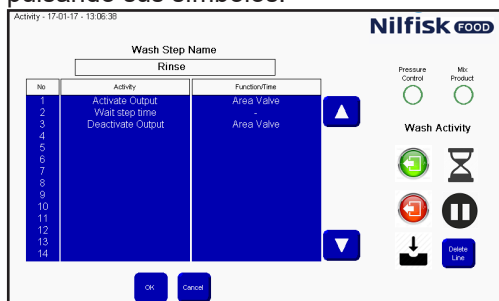 pulsando sus símbolos.
Activity - 17-01-17 - 13:06:38
Nilfisk FOOD
Wash Step Name
Rinse
Pressure Control
Mix Product
No Activity Function/Time
1 Activate Output Area Valve
2 Wait step time -
3 Deactivate Output Area Valve
4
5
6
7
8
9
10
11
12
13
14
Wash Activity
Delete Line
OK Cancel